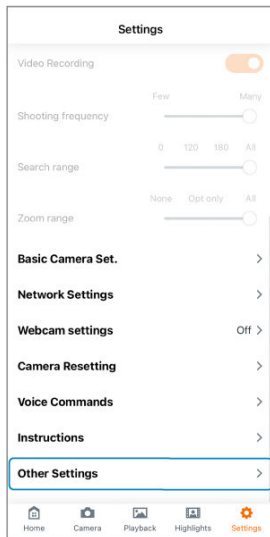 Settings
Video Recording
Few Many
Shooting frequency
0 120 180 All
Search range
None Opt only All
Zoom range
Basic Camera Set.
Network Settings
Webcam settings Off
Camera Resetting
Voice Commands
Instructions
Other Settings
Home Camera Playback Highlights Settings